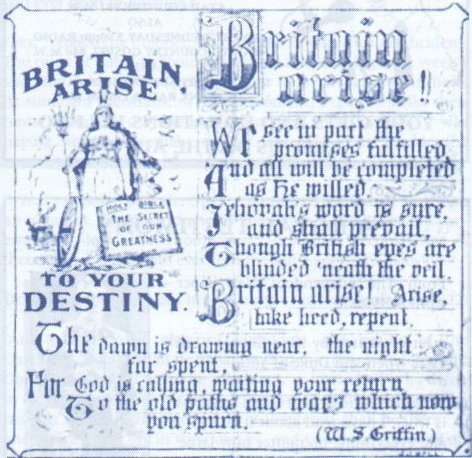 BRITAIN,
ARISE,
HOLY BIBLE
THE SECRET
OF OUR
GREATNESS
TO YOUR
DESTINY.
Britain
arise!
We see in part the
promises fulfilled
And all will be completed
as He willed.
Jehovah's word is sure,
and shall prevail,
Though British eyes are
blinded 'neath the veil.
Britain arise! Arise,
take heed, repent,
The dawn is drawing near, the night
far spent,
For God is calling, waiting your return
To the old paths and ways which now
you spurn.
(W.S. Griffin.)